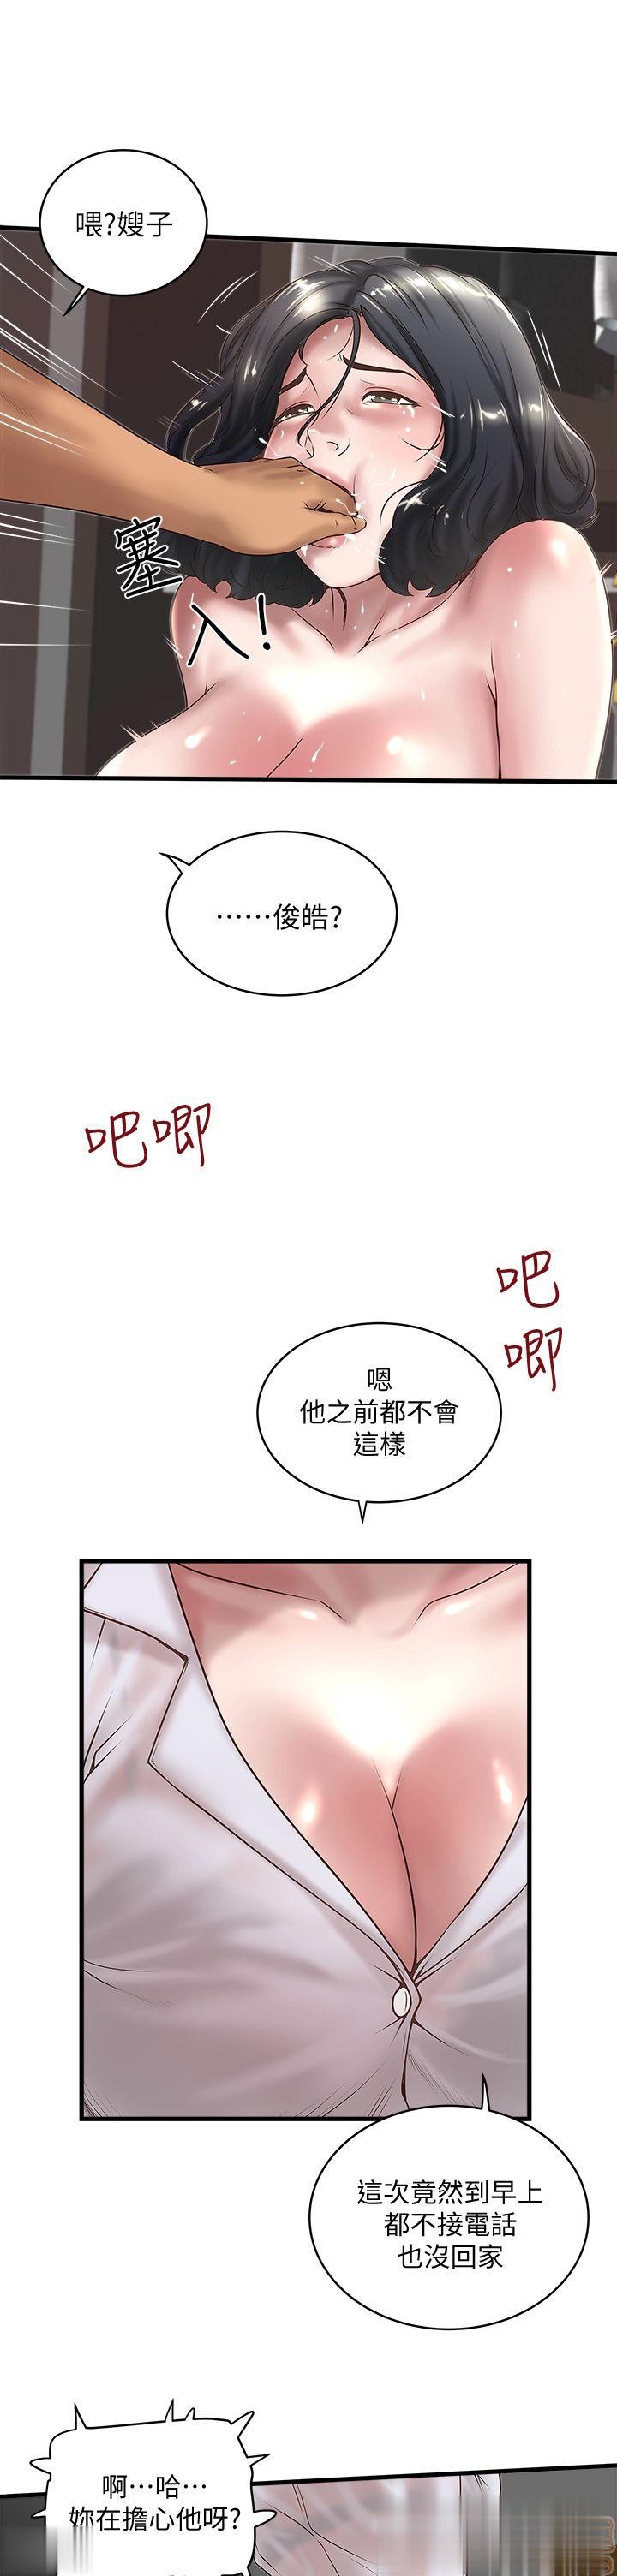 喂?嫂子
塞
入!
⋯⋯俊皓?
吧唧
吧
唧
嗯
他之前都不會
這樣
這次竟然到早上
都不接電話
也沒回家
啊⋯哈⋯
妳在擔心他呀?